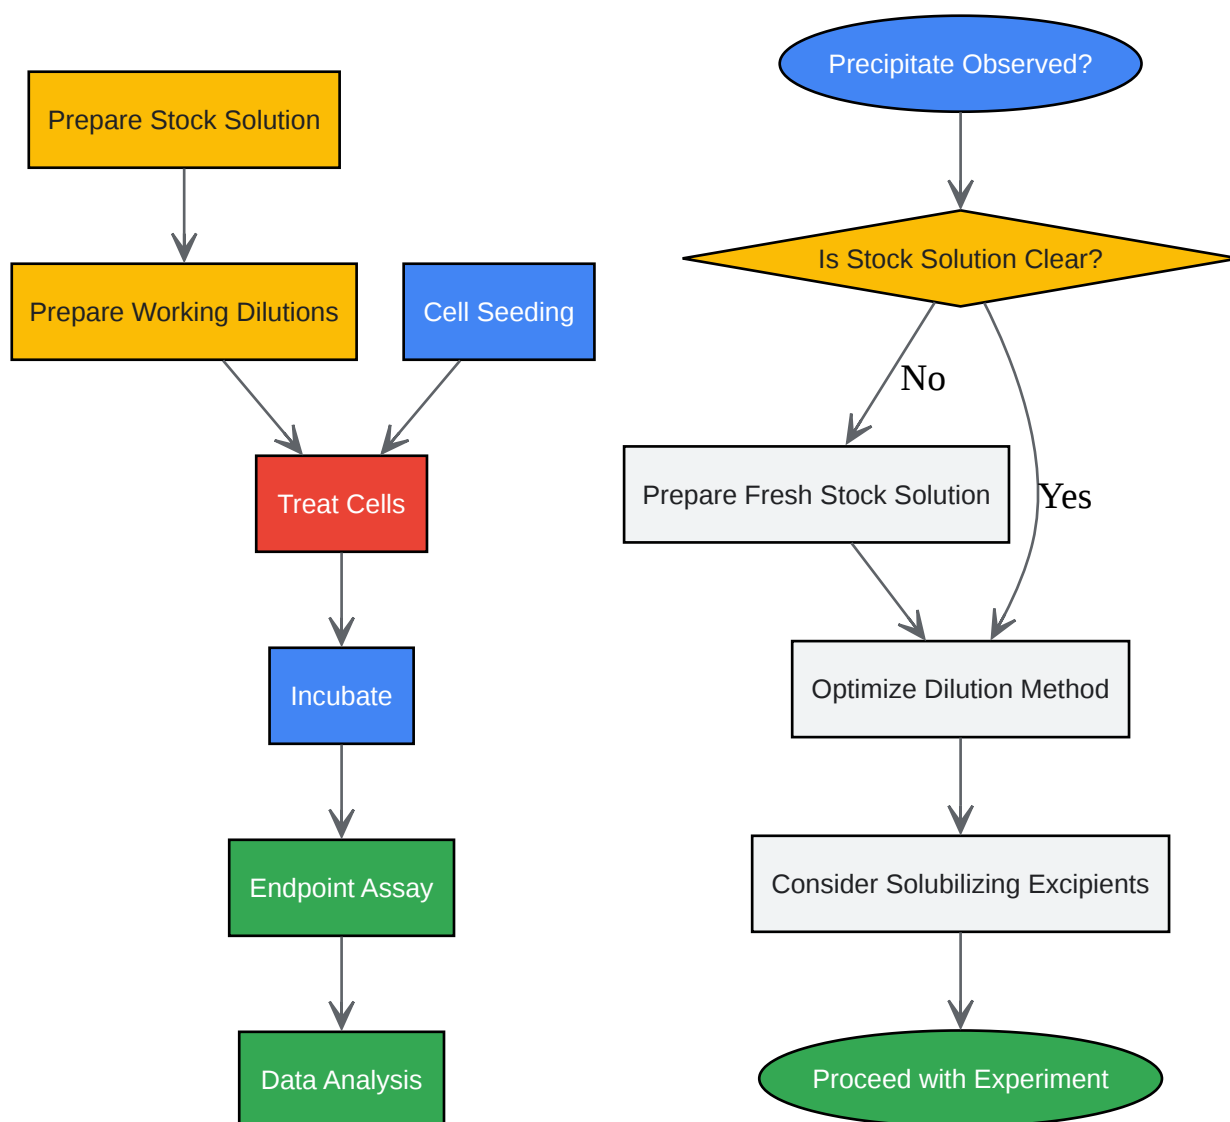 Prepare Stock Solution
Prepare Working Dilutions
Cell Seeding
Treat Cells
Incubate
Endpoint Assay
Data Analysis
Precipitate Observed?
Is Stock Solution Clear?
No
Prepare Fresh Stock Solution
Yes
Optimize Dilution Method
Consider Solubilizing Excipients
Proceed with Experiment